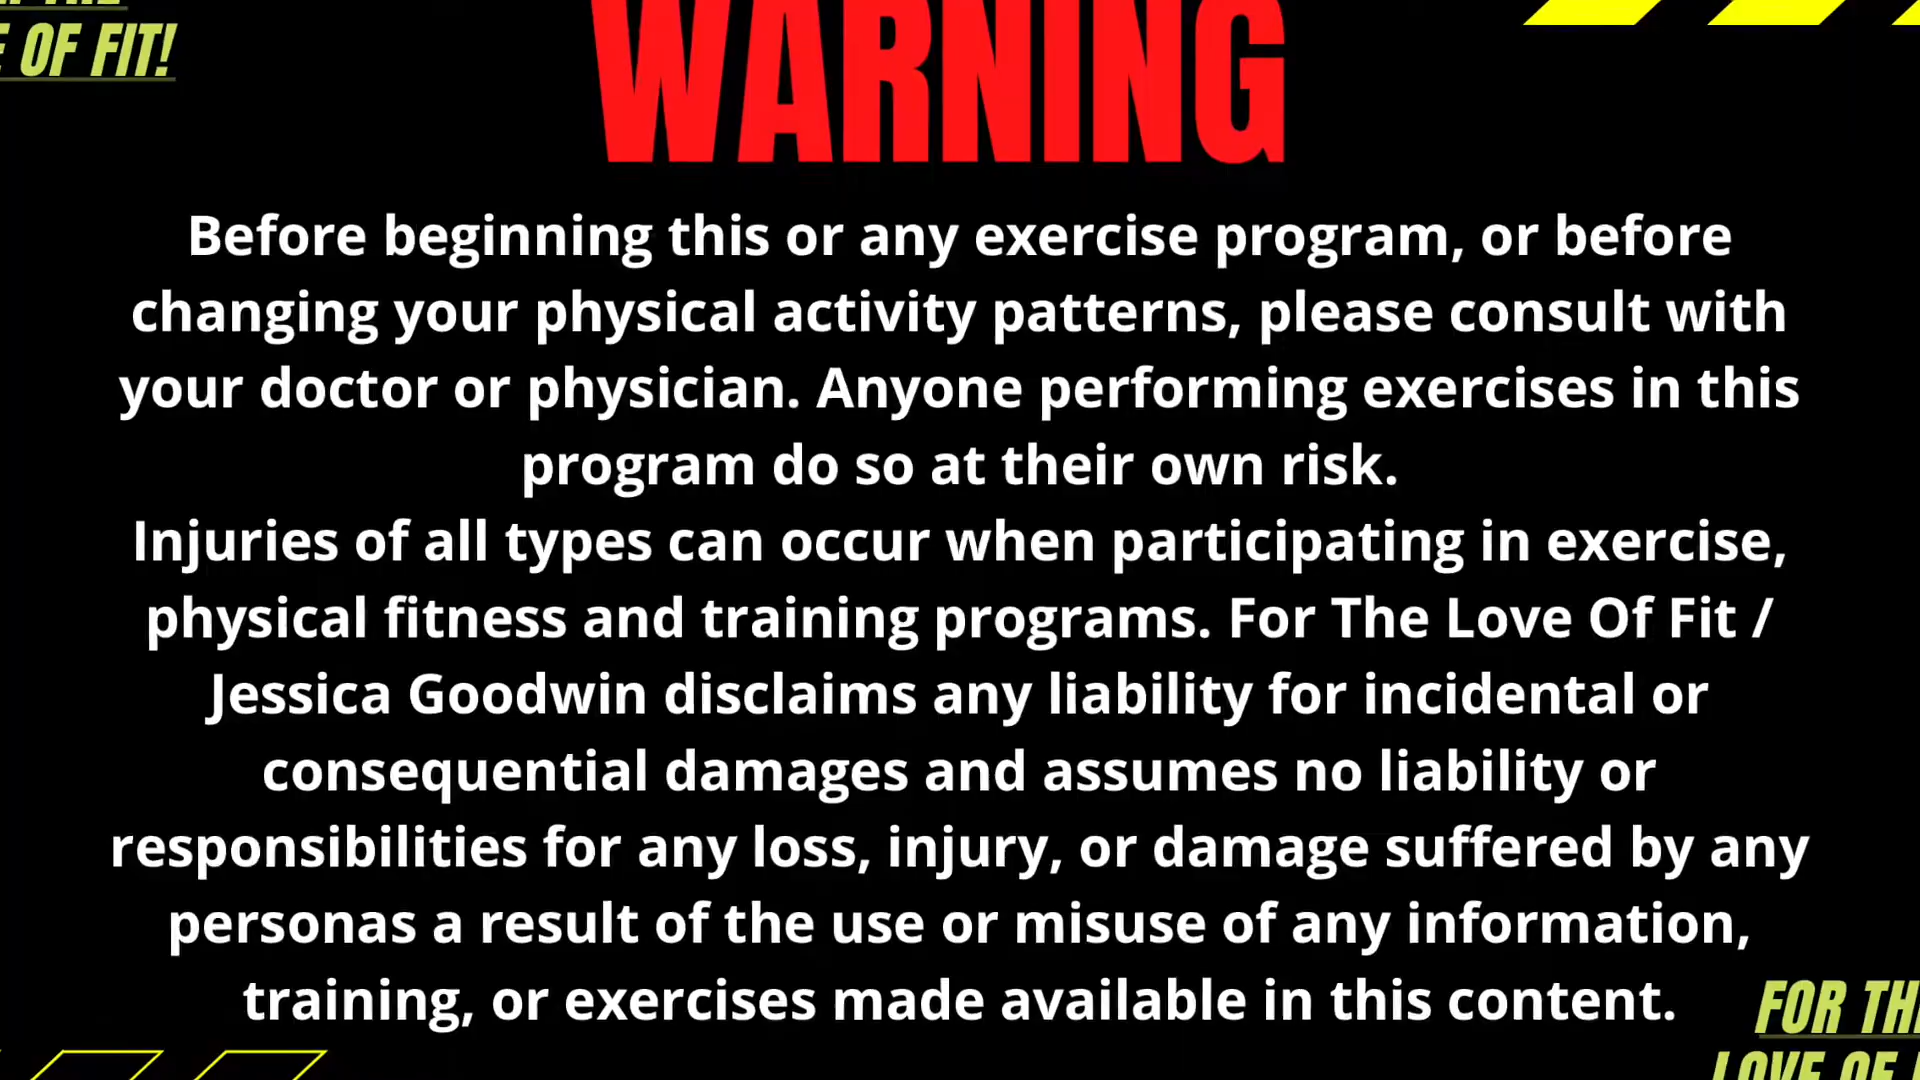 OF FIT!
WARNING
Before beginning this or any exercise program, or before
changing your physical activity patterns, please consult with
your doctor or physician. Anyone performing exercises in this
program do so at their own risk.
Injuries of all types can occur when participating in exercise,
physical fitness and training programs. For The Love Of Fit /
Jessica Goodwin disclaims any liability for incidental or
consequential damages and assumes no liability or
responsibilities for any loss, injury, or damage suffered by any
personas a result of the use or misuse of any information,
training, or exercises made available in this content.
FOR TH
LOVE OF